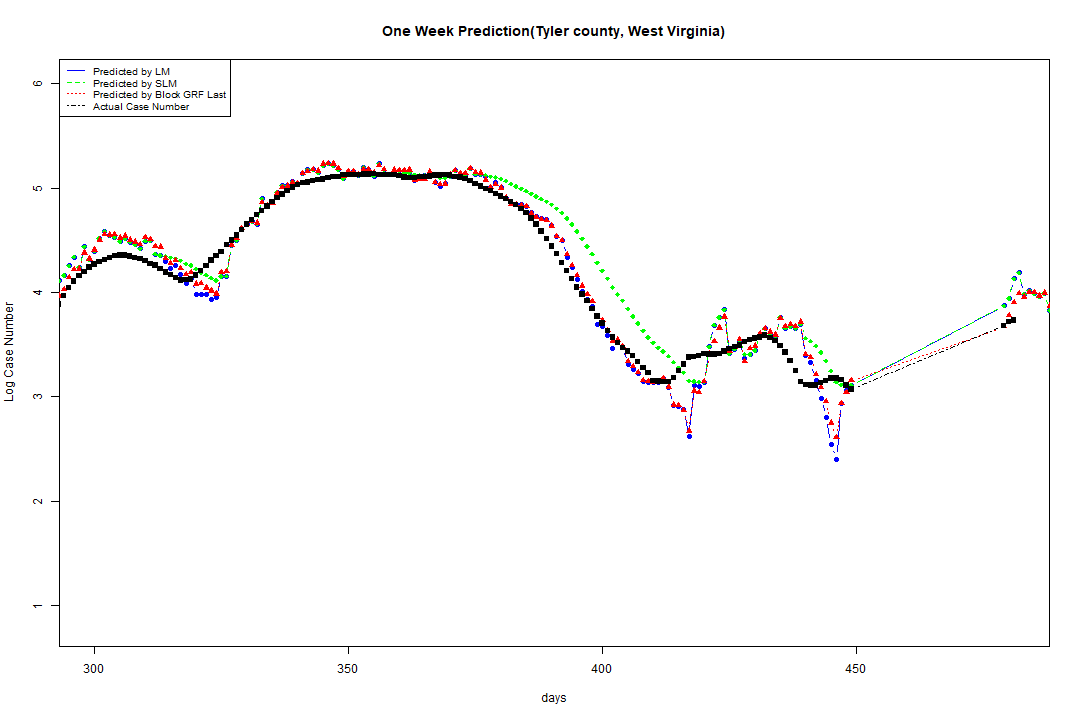 One Week Prediction(Tyler county, West Virginia)
Predicted by LM
Predicted by SLM
Predicted by Block GRF Last
Actual Case Number
6
5
4
3
2
1
Log Case Number
300 350 400 450
days